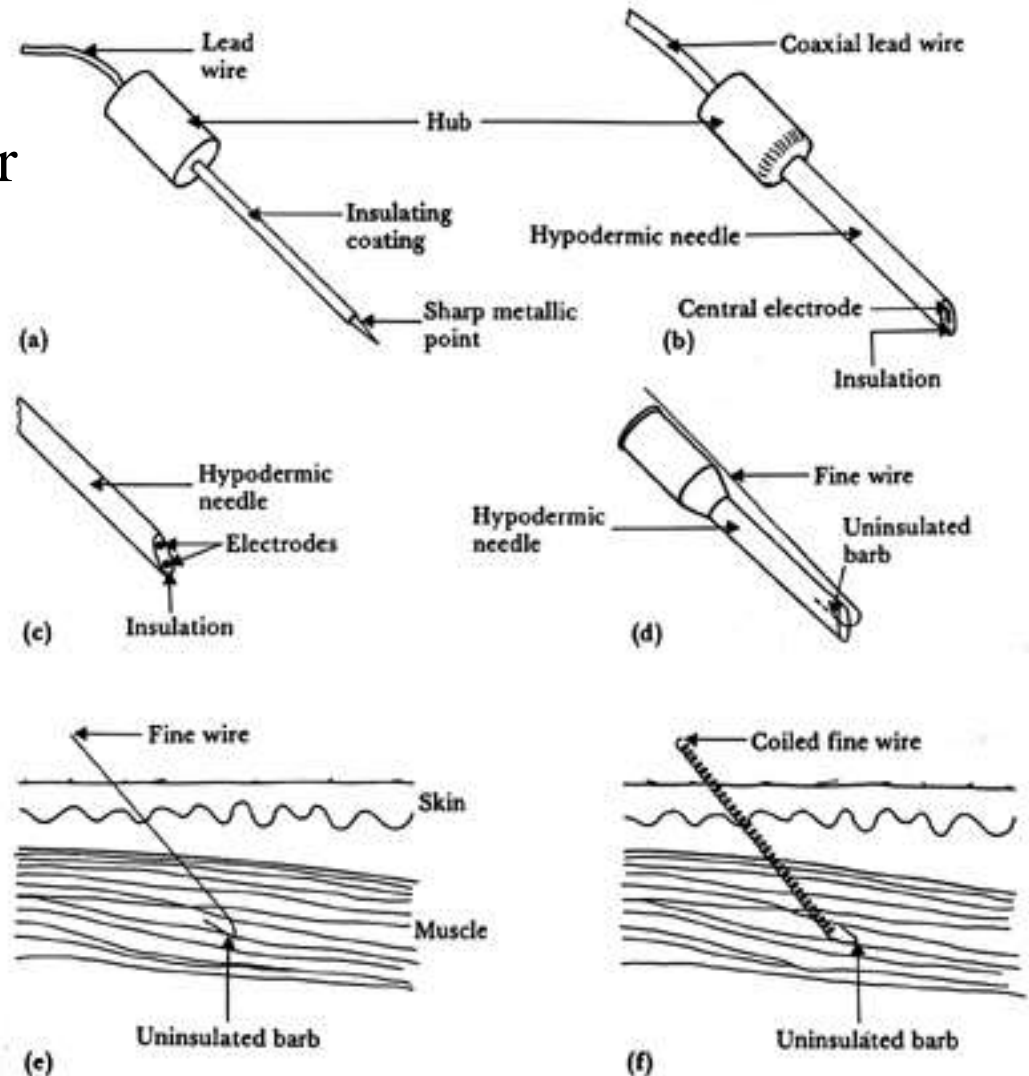 Lead
wire
Coaxial lead wire
Hub
r
Insulating
coating
Hypodermic needle
Central electrode
Sharp metallic
point
(a)
(b)
Insulation
Hypodermic
needle
Electrodes
Insulation
(c)
Fine wire
Hypodermic
needle
Uninsulated
barb
(d)
Fine wire
Skin
Muscle
Uninsulated barb
(e)
Coiled fine wire
Uninsulated barb
(f)